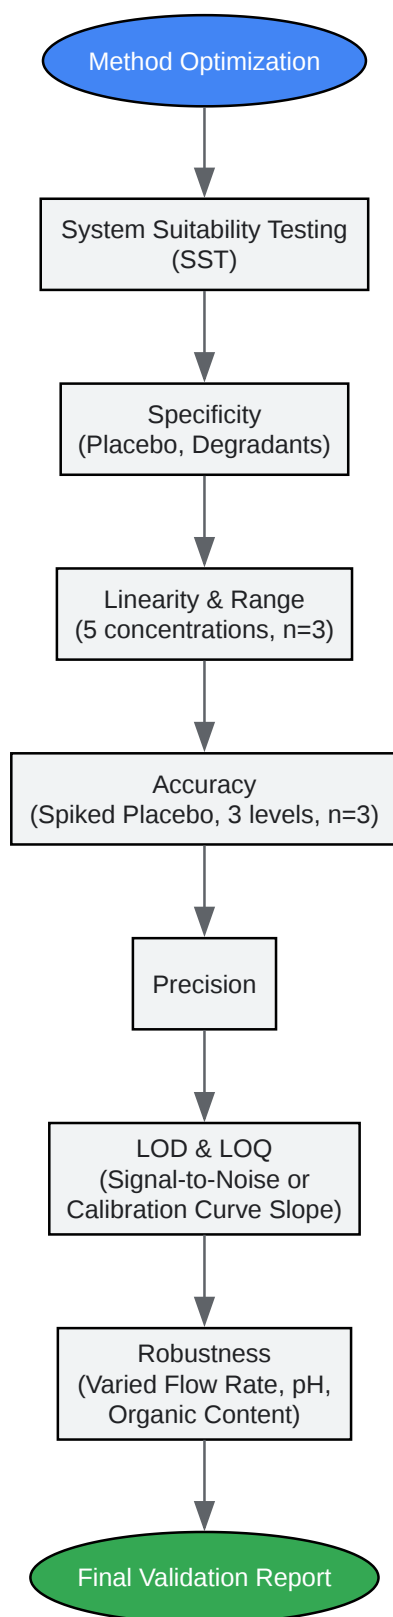 Method Optimization
System Suitability Testing
(SST)
Specificity
(Placebo, Degradants)
Linearity & Range
(5 concentrations, n=3)
Accuracy
(Spiked Placebo, 3 levels, n=3)
Precision
LOD & LOQ
(Signal-to-Noise or
Calibration Curve Slope)
Robustness
(Varied Flow Rate, pH,
Organic Content)
Final Validation Report